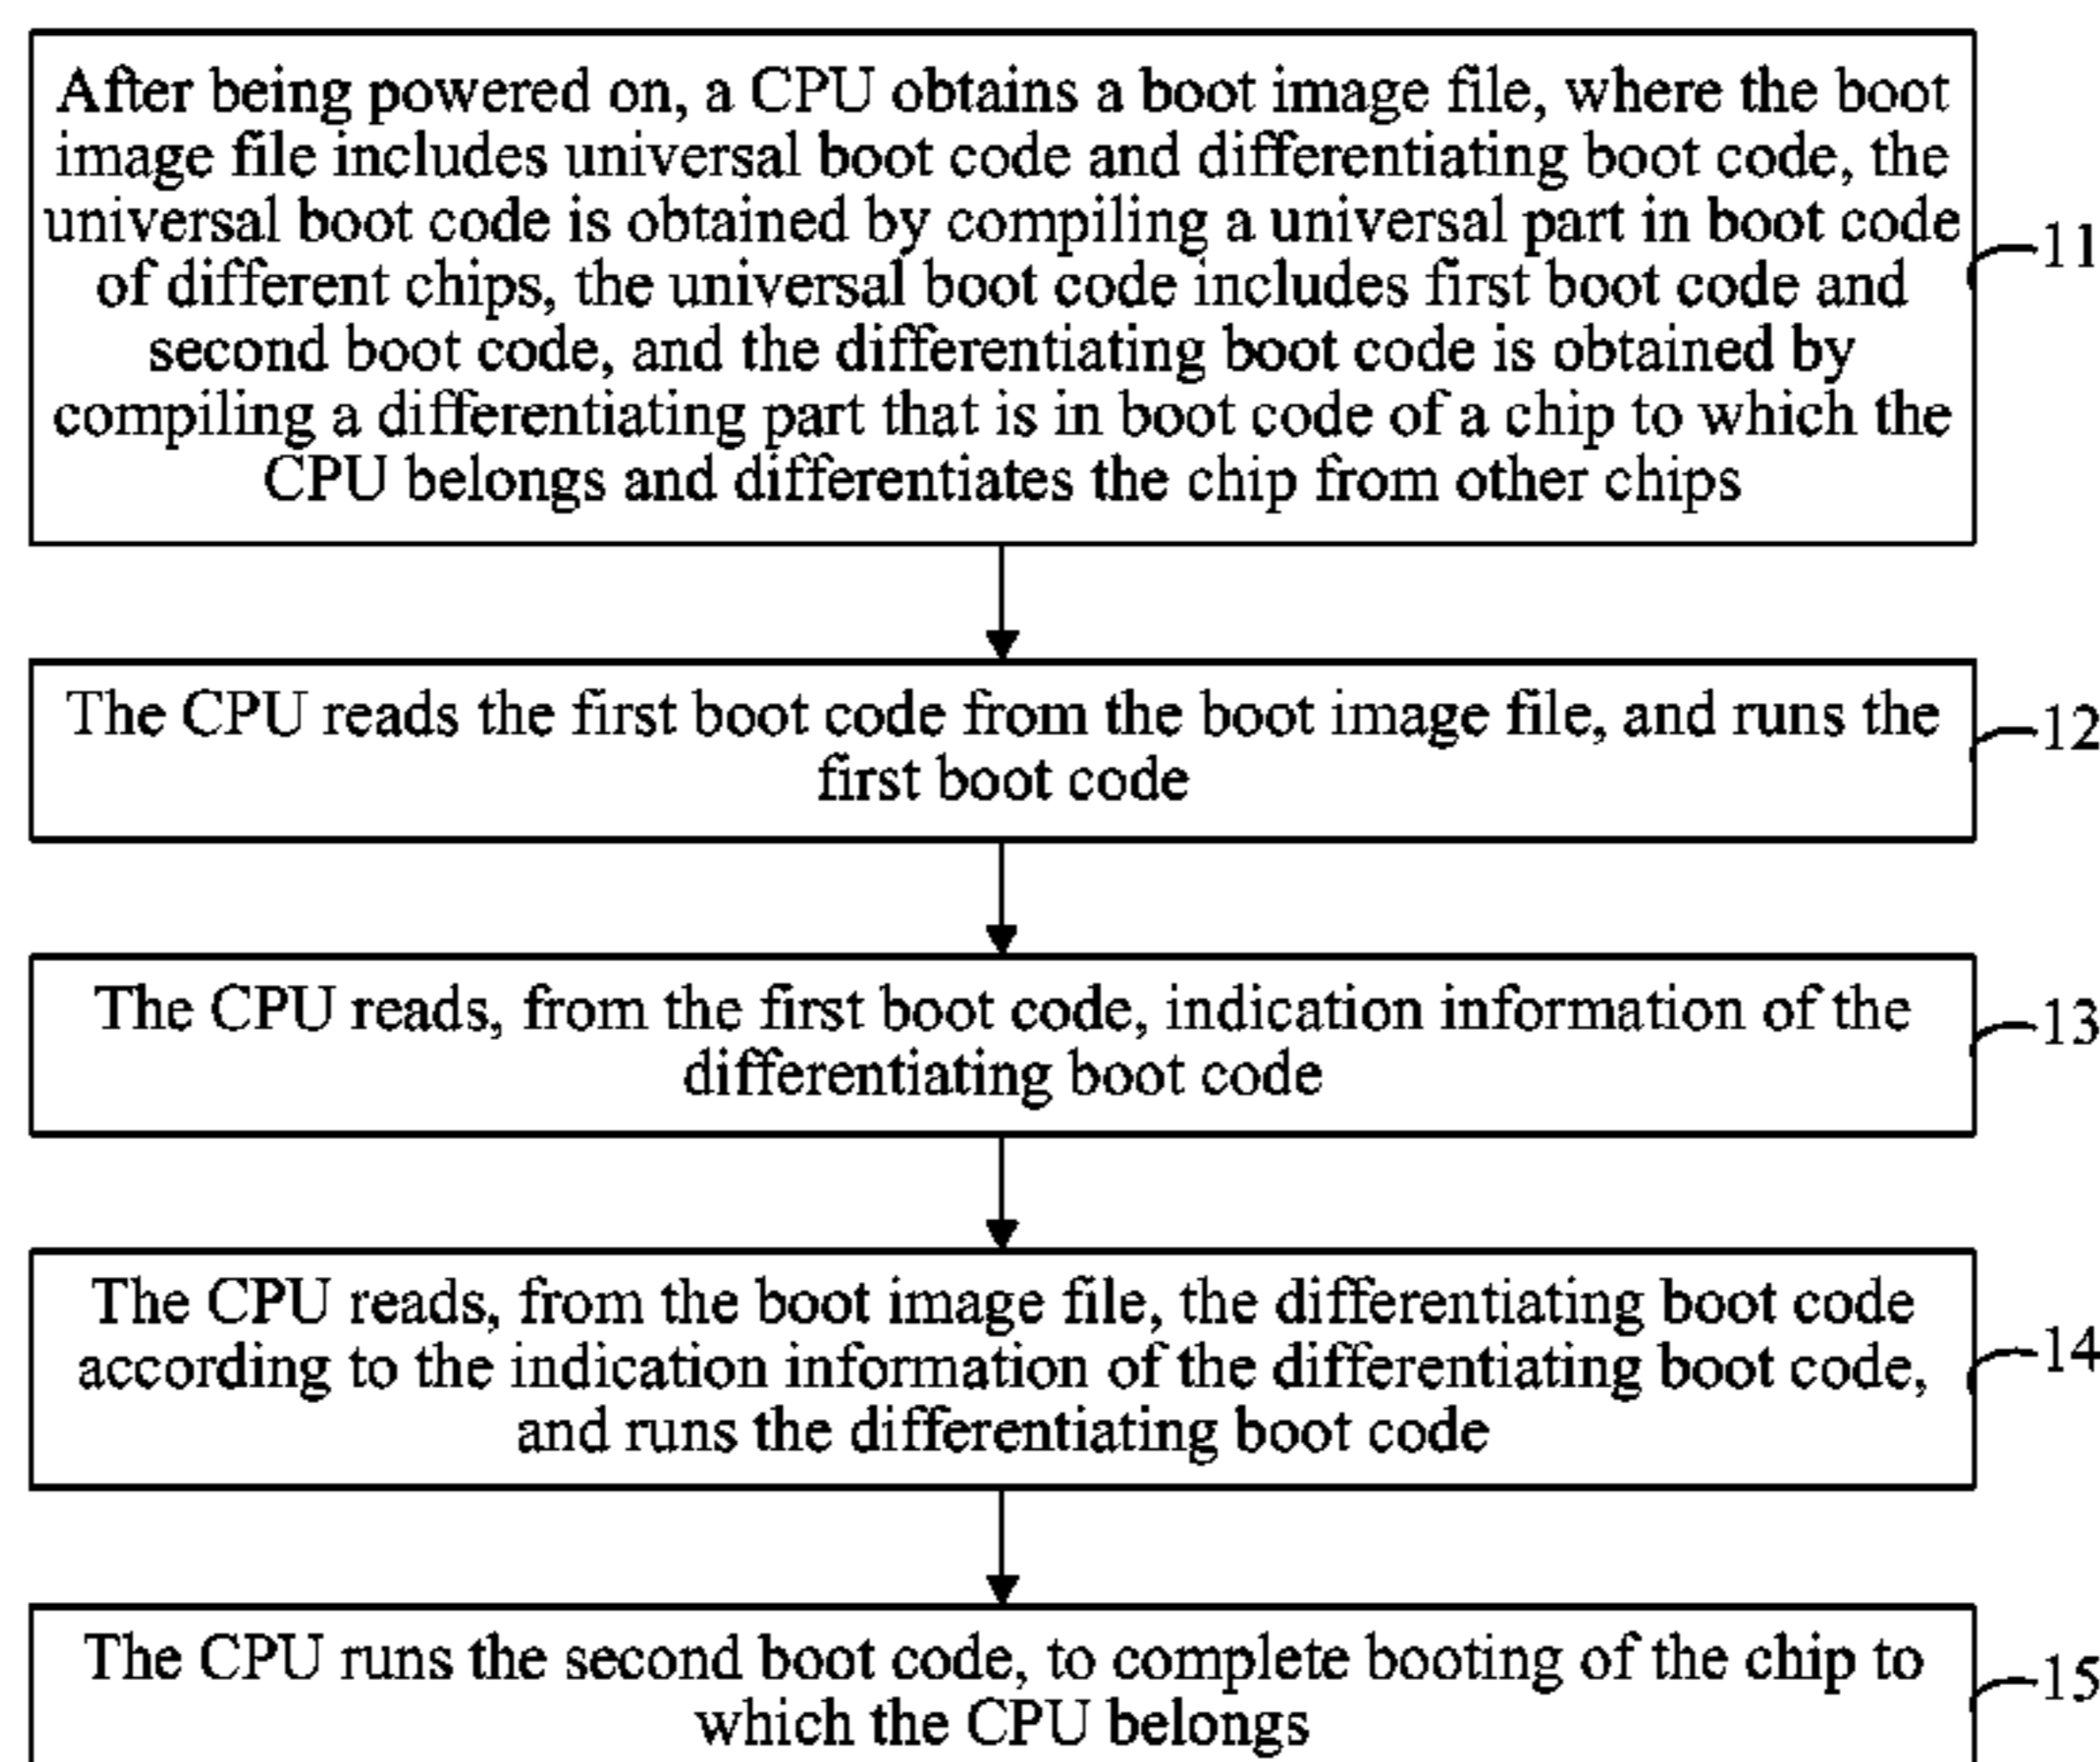 After being powered on, a CPU obtains a boot image file, where the boot
image file includes universal boot code and differentiating boot code, the
universal boot code is obtained by compiling a universal part in boot code
of different chips, the universal boot code includes first boot code and
second boot code, and the differentiating boot code is obtained by
compiling a differentiating part that is in boot code of a chip to which the
CPU belongs and differentiates the chip from other chips
11
The CPU reads the first boot code from the boot image file, and runs the
first boot code
12
The CPU reads, from the first boot code, indication information of the
differentiating boot code
13
The CPU reads, from the boot image file, the differentiating boot code
according to the indication information of the differentiating boot code,
and runs the differentiating boot code
14
The CPU runs the second boot code, to complete booting of the chip to
which the CPU belongs
15